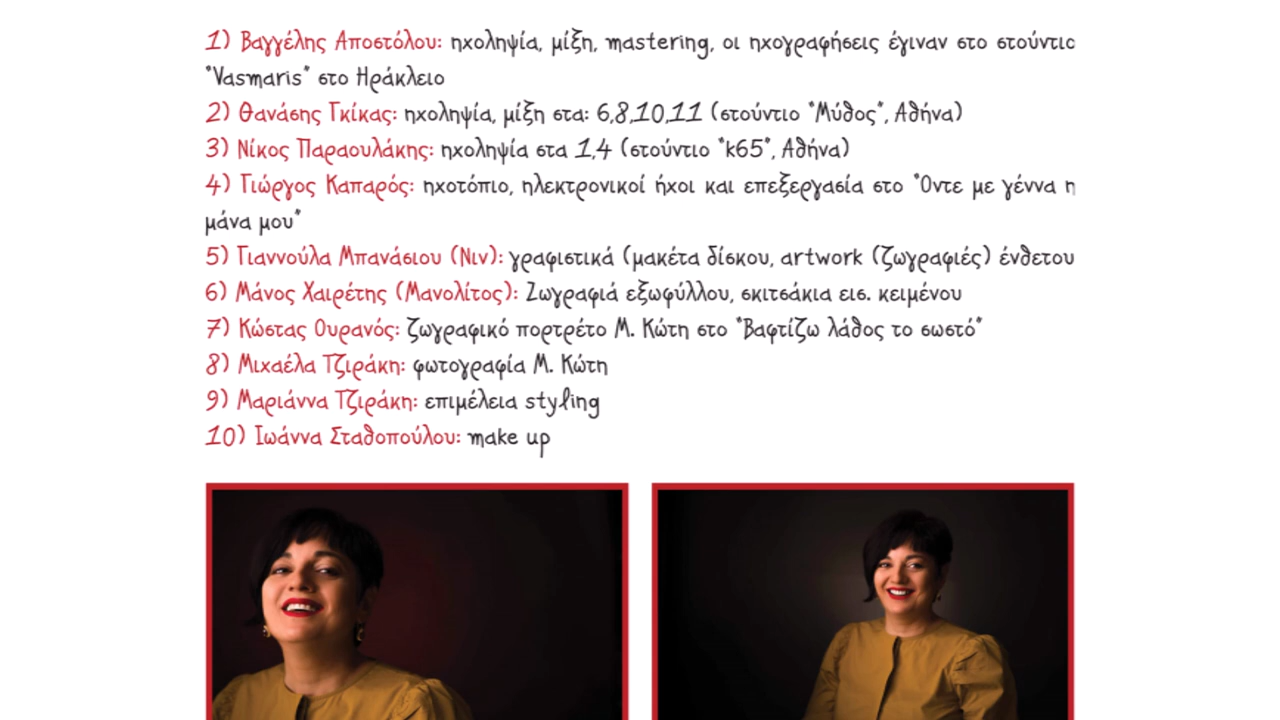 1) Βαγγέλης Αποστόλου: ηχοληψία, μίξη, mastering, οι ηχογραφήσεις έγιναν στο στούντιο
"Vasmaris" στο Ηράκλειο
2) Θανάσης Γκίκας: ηχοληψία, μίξη στα: 6,8,10,11 (στούντιο "Μύθος", Αθήνα)
3) Νίκος Παραουλάκης: ηχοληψία στα 1,4 (στούντιο "k65", Αθήνα)
4) Γιώργος Καπαρός: ηχοτόπιο, ηλεκτρονικοί ήχοι και επεξεργασία στο "Οντε με γέννα η
μάνα μου"
5) Γιαννούλα Μπανάσιου (Νιν): γραφιστικά (μακέτα δίσκου, artwork (ζωγραφιές) ένθετου
6) Μάνος Χαιρέτης (Μανολίτος): Ζωγραφιά εξωφύλλου, σκιτσάκια εισ. κειμένου
7) Κώστας Ουρανός: ζωγραφικό πορτρέτο Μ. Κώτη στο "Βαφτίζω λάθος το σωστό"
8) Μιχαέλα Τζιράκη: φωτογραφία Μ. Κώτη
9) Μαριάννα Τζιράκη: επιμέλεια styling
10) Ιωάννα Σταθοπούλου: make up